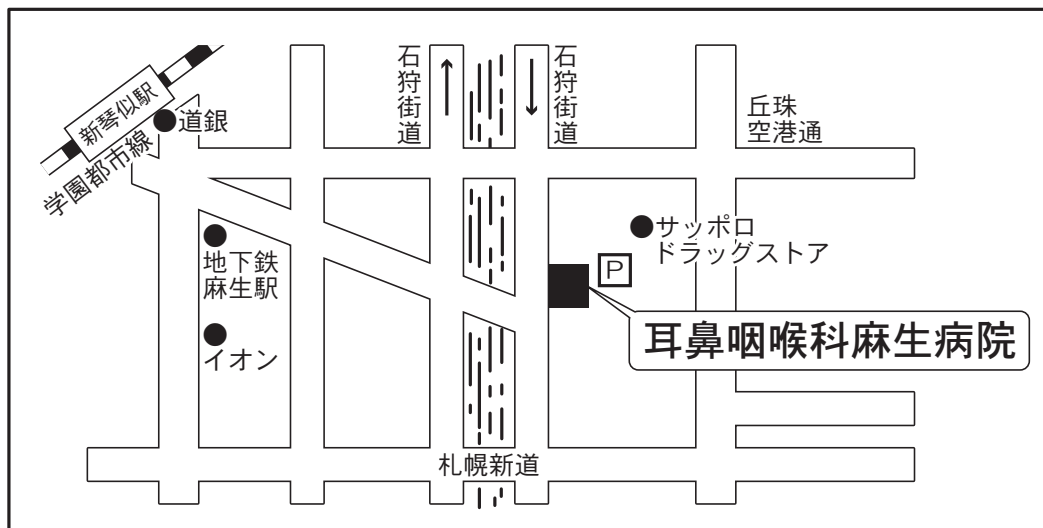 石狩街道
石狩街道
新琴似駅
道銀
丘珠
空港通
学園都市線
サッポロ
ドラッグストア
地下鉄
麻生駅
P
耳鼻咽喉科麻生病院
イオン
札幌新道